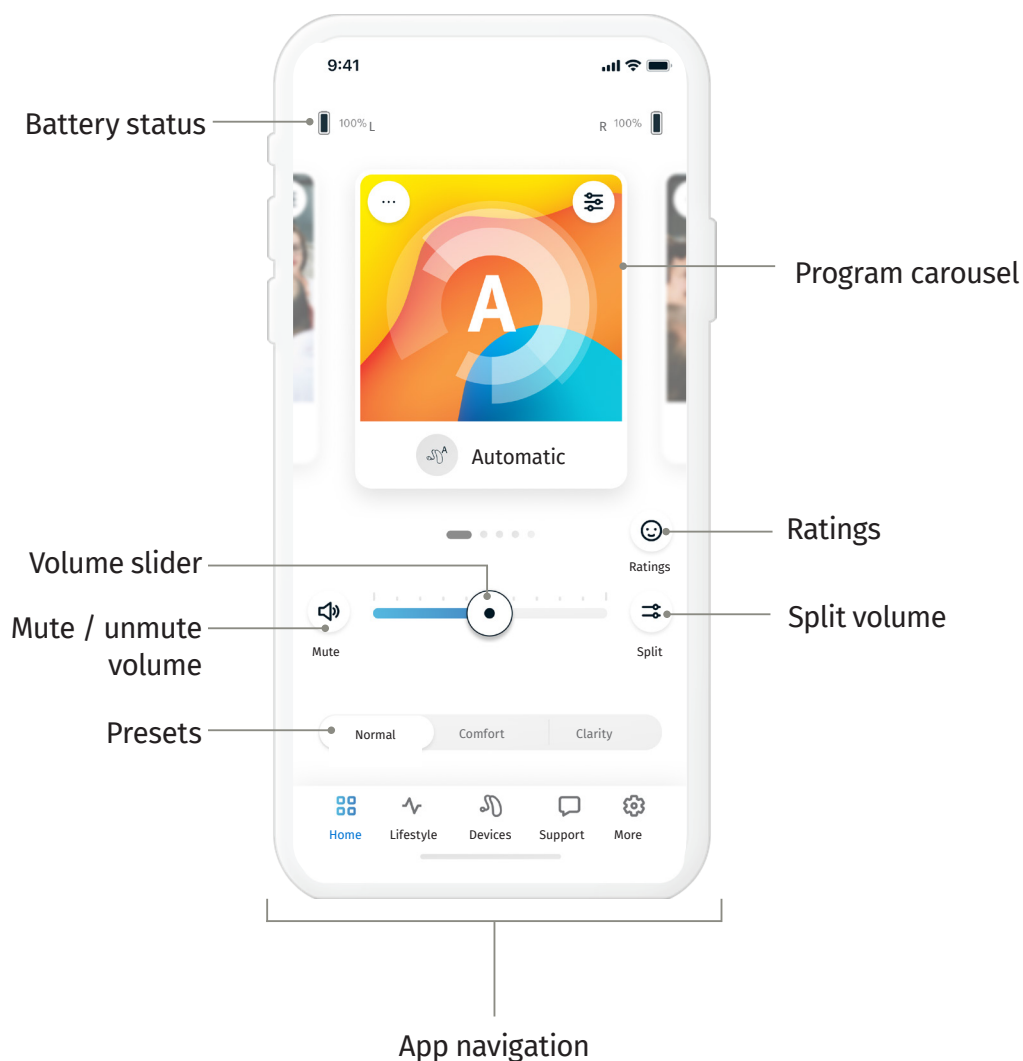 9:41
Battery status
100% L
R 100%
...
A
Program carousel
A
Automatic
Ratings
Ratings
Volume slider
Mute / unmute
volume
Mute
Split
Split volume
Presets
Normal
Comfort
Clarity
Home
Lifestyle
Devices
Support
More
App navigation